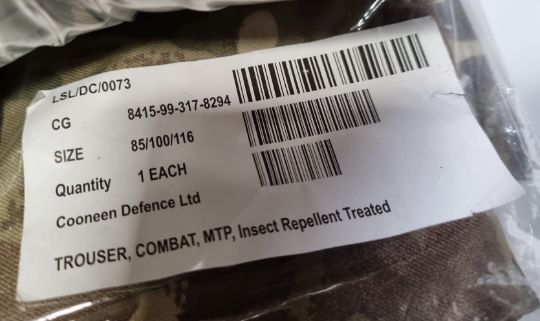 LSL/DC/0073
CG 8415-99-317-8294
SIZE 85/100/116
Quantity 1 EACH
Cooneen Defence Ltd
TROUSER, COMBAT, MTP, Insect Repellent Treated